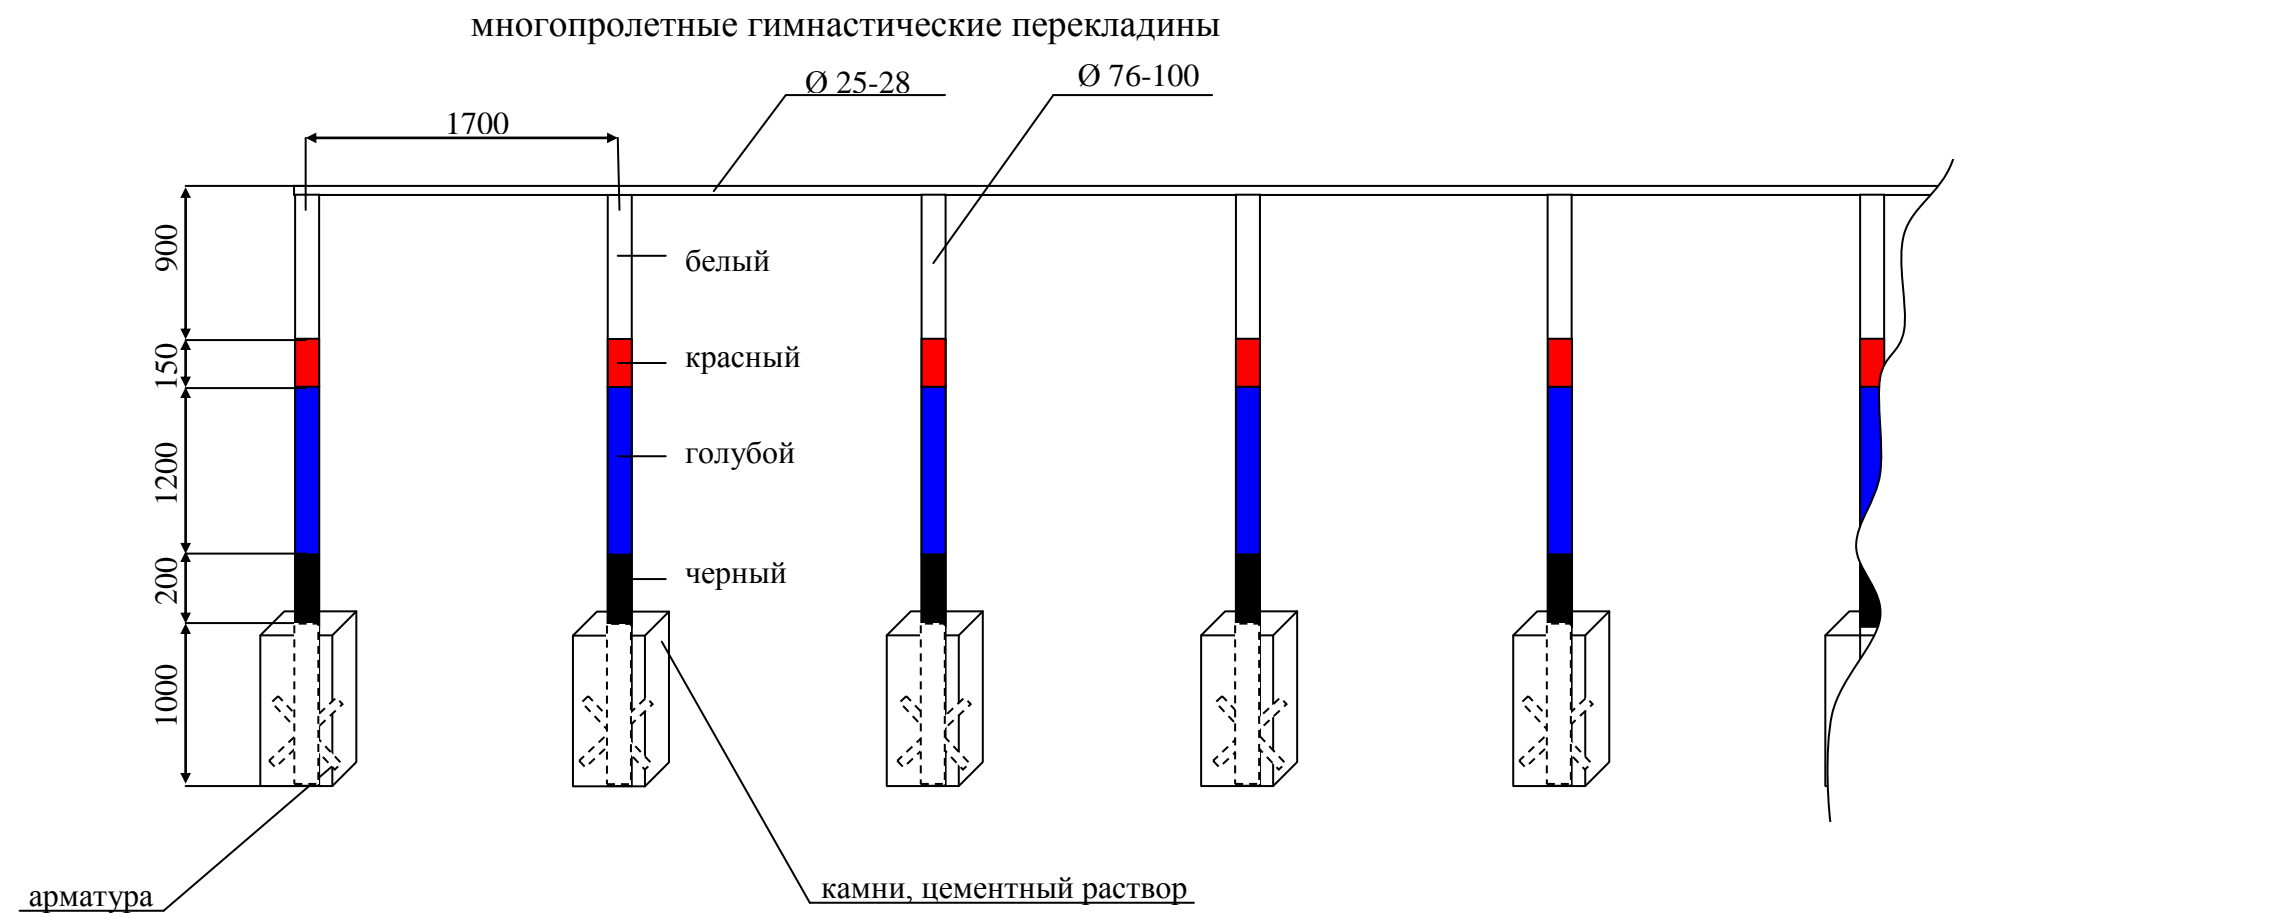 многопролетные гимнастические перекладины
Ø 25-28
Ø 76-100
1700
900
белый
150
красный
1200
голубой
200
черный
1000
арматура
камни, цементный раствор